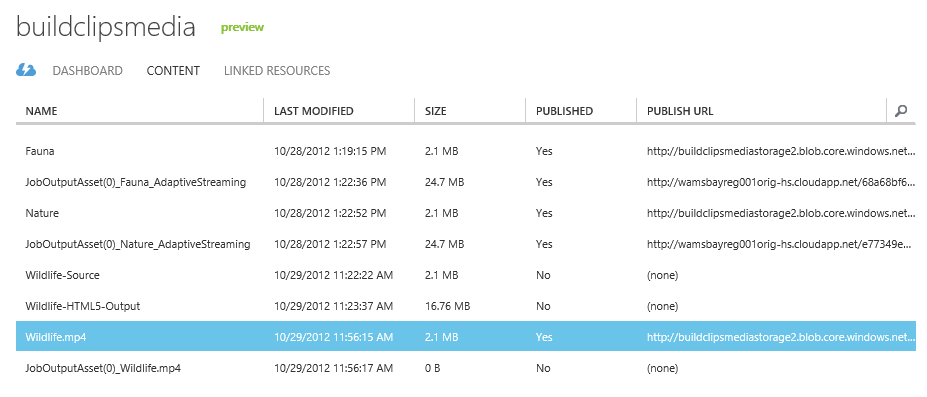 buildclipsmedia preview
DASHBOARD CONTENT LINKED RESOURCES
NAME LAST MODIFIED SIZE PUBLISHED PUBLISH URL
Fauna 10/28/2012 1:19:15 PM 2.1 MB Yes http://buildclipsmediastorage2.blob.core.windows.net...
JobOutputAsset(0)_Fauna_AdaptiveStreaming 10/28/2012 1:22:36 PM 24.7 MB Yes http://wamsbayreg001orig-hs.cloudapp.net/68a68bf6...
Nature 10/28/2012 1:22:52 PM 2.1 MB Yes http://buildclipsmediastorage2.blob.core.windows.net...
JobOutputAsset(0)_Nature_AdaptiveStreaming 10/28/2012 1:22:57 PM 24.7 MB Yes http://wamsbayreg001orig-hs.cloudapp.net/e77349e...
Wildlife-Source 10/29/2012 11:22:22 AM 2.1 MB No (none)
Wildlife-HTML5-Output 10/29/2012 11:23:37 AM 16.76 MB No (none)
Wildlife.mp4 10/29/2012 11:56:15 AM 2.1 MB Yes http://buildclipsmediastorage2.blob.core.windows.net...
JobOutputAsset(0)_Wildlife.mp4 10/29/2012 11:56:17 AM 0 B No (none)